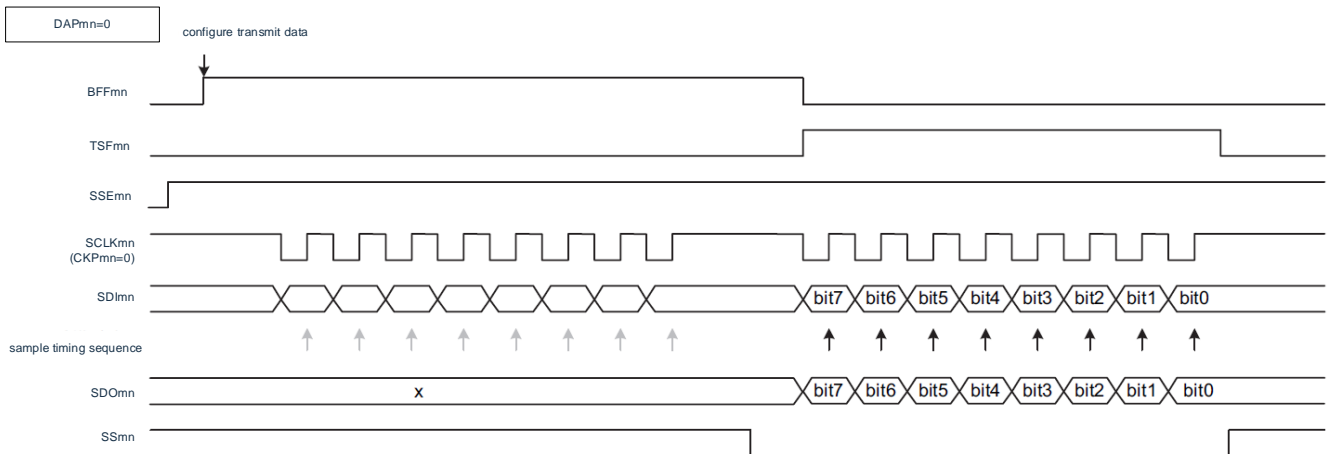 DAPmn=0
configure transmit data
BFFmn
TSFmn
SSEmn
SCLKmn
(CKPmn=0)
SDImn
bit7 bit6 bit5 bit4 bit3 bit2 bit1 bit0
sample timing sequence
SDOmn
x
bit7 bit6 bit5 bit4 bit3 bit2 bit1 bit0
SSmn